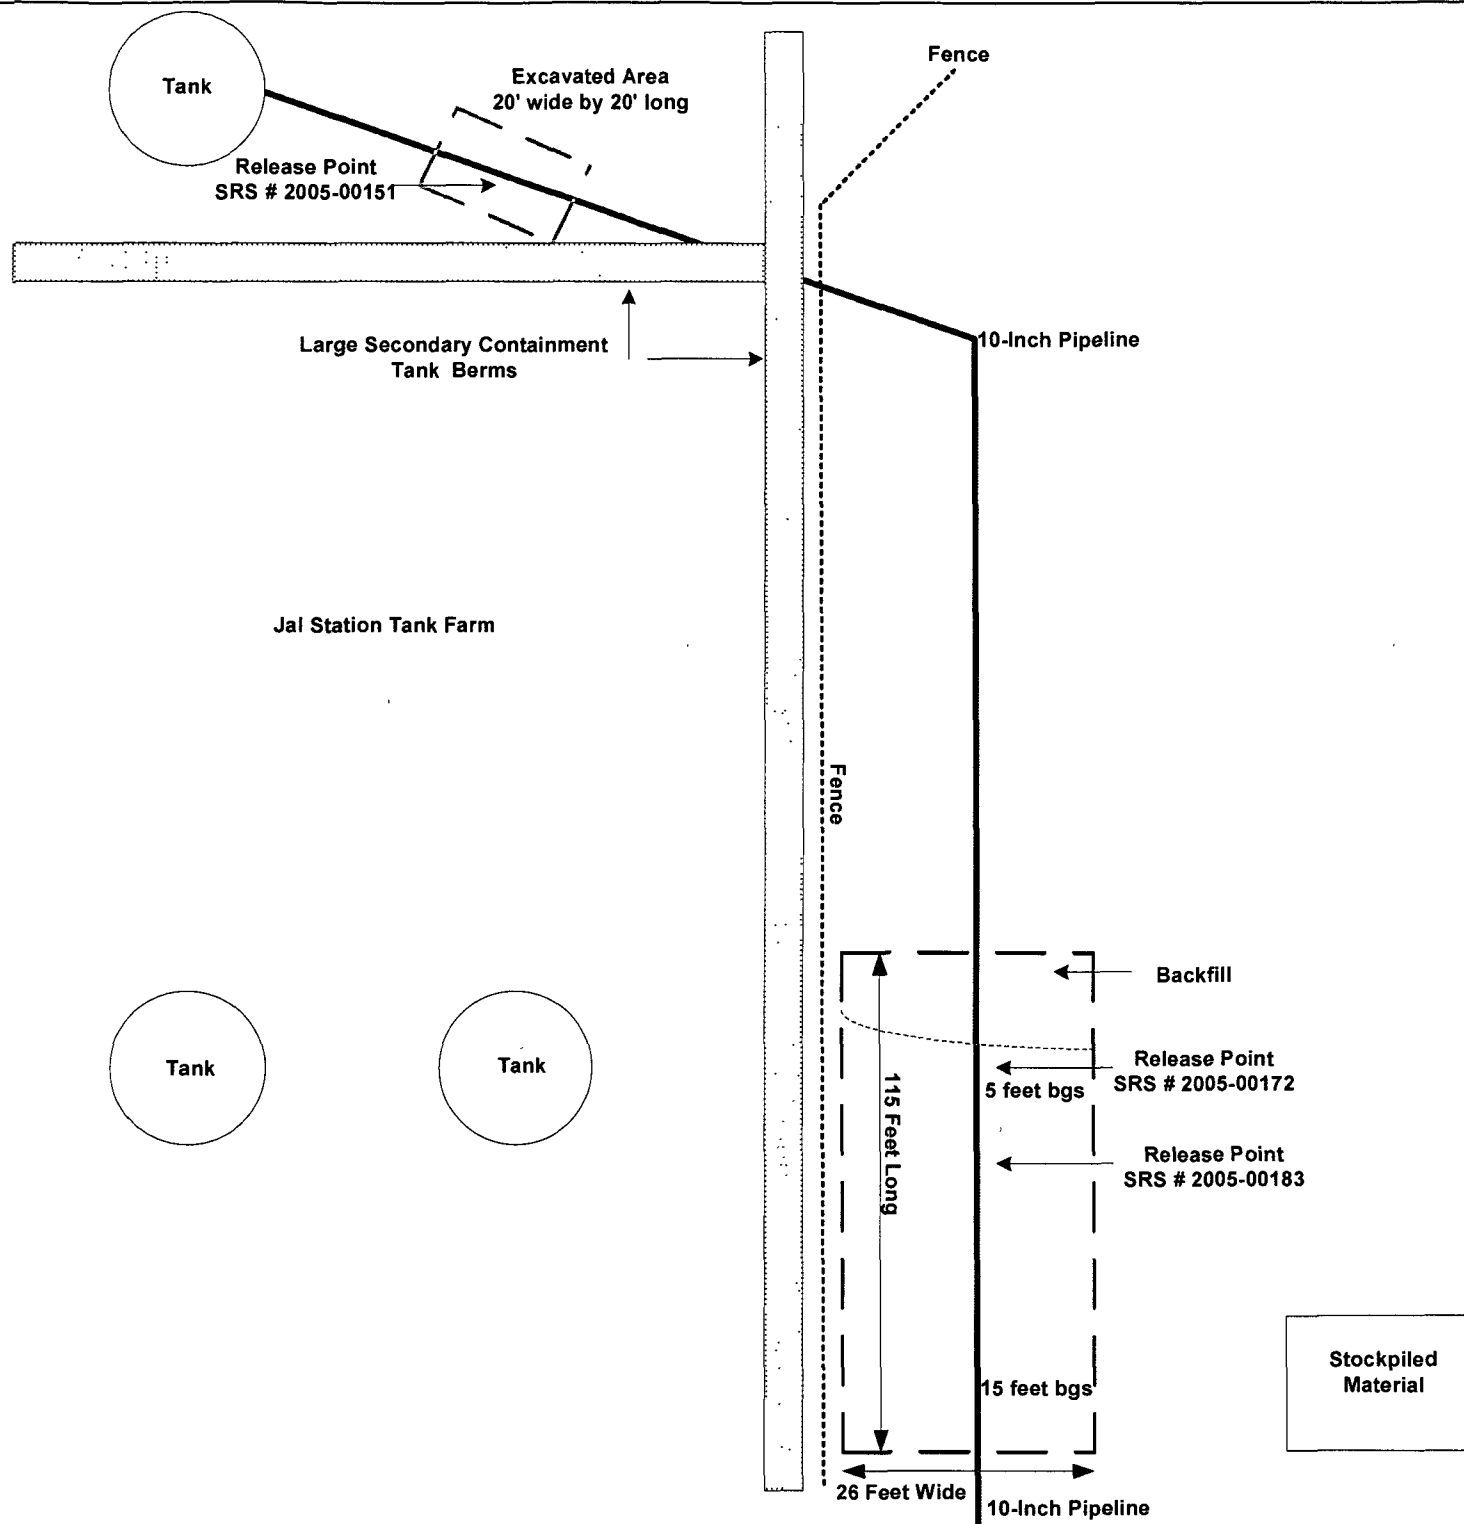 Tank
Excavated Area
20' wide by 20' long
Fence
Release Point
SRS # 2005-00151
Large Secondary Containment
Tank Berms
10-Inch Pipeline
Jal Station Tank Farm
Fence
Backfill
Tank
Tank
115 Feet Long
5 feet bgs
Release Point
SRS # 2005-00172
Release Point
SRS # 2005-00183
15 feet bgs
Stockpiled
Material
26 Feet Wide
10-Inch Pipeline